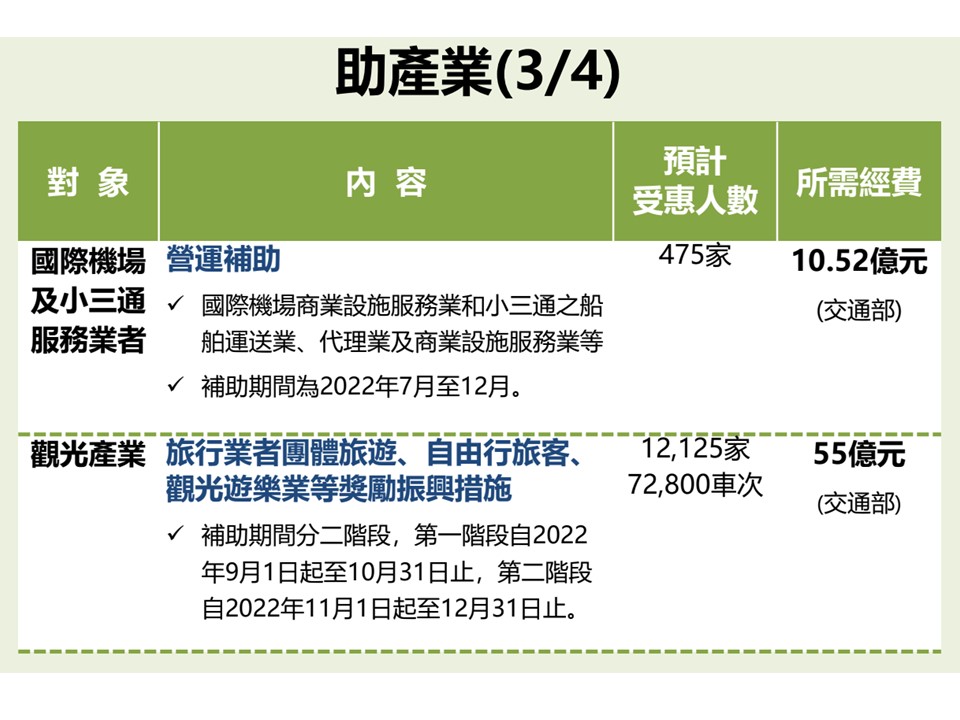 助產業(3/4)
對 象
內 容
預計
受惠人數
所需經費
國際機場
及小三通
服務業者
營運補助
✓ 國際機場商業設施服務業和小三通之船
舶運送業、代理業及商業設施服務業等
✓ 補助期間為2022年7月至12月。
475家
10.52億元
(交通部)
觀光產業
旅行業者團體旅遊、自由行旅客、
觀光遊樂業等獎勵振興措施
✓ 補助期間分二階段，第一階段自2022
年9月1日起至10月31日止，第二階段
自2022年11月1日起至12月31日止。
12,125家
72,800車次
55億元
(交通部)